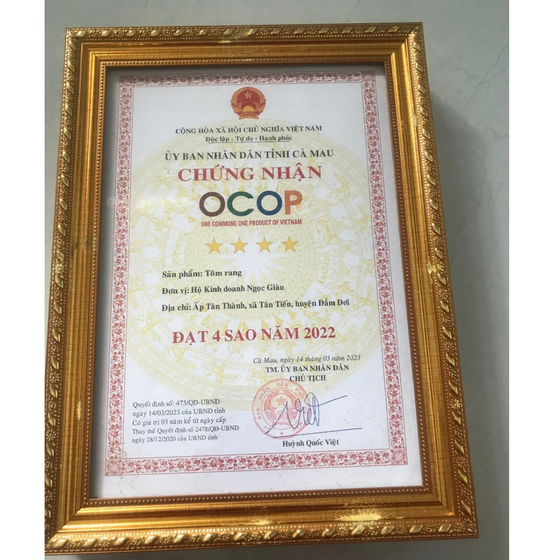 CỘNG HÒA XÃ HỘI CHỦ NGHĨA VIỆT NAM
Độc lập - Tự do - Hạnh phúc
ỦY BAN NHÂN DÂN TỈNH CÀ MAU
CHỨNG NHẬN
OCOP
ONE COMMUNE, ONE PRODUCT OF VIETNAM
Sản phẩm: Tôm rang
Đơn vị: Hộ Kinh doanh Ngọc Giàu
Địa chỉ: Ấp Tân Thành, xã Tân Tiến, huyện Đầm Dơi
ĐẠT 4 SAO NĂM 2022
Cà Mau, ngày 14 tháng 03 năm 2023
TM. ỦY BAN NHÂN DÂN
CHỦ TỊCH
Quyết định số: 475/QĐ-UBND
ngày 14/03/2023 của UBND tỉnh
Có giá trị 03 năm kể từ ngày cấp
Thay thế Quyết định số 2478/QĐ-UBND
ngày 28/12/2020 của UBND tỉnh
Huỳnh Quốc Việt